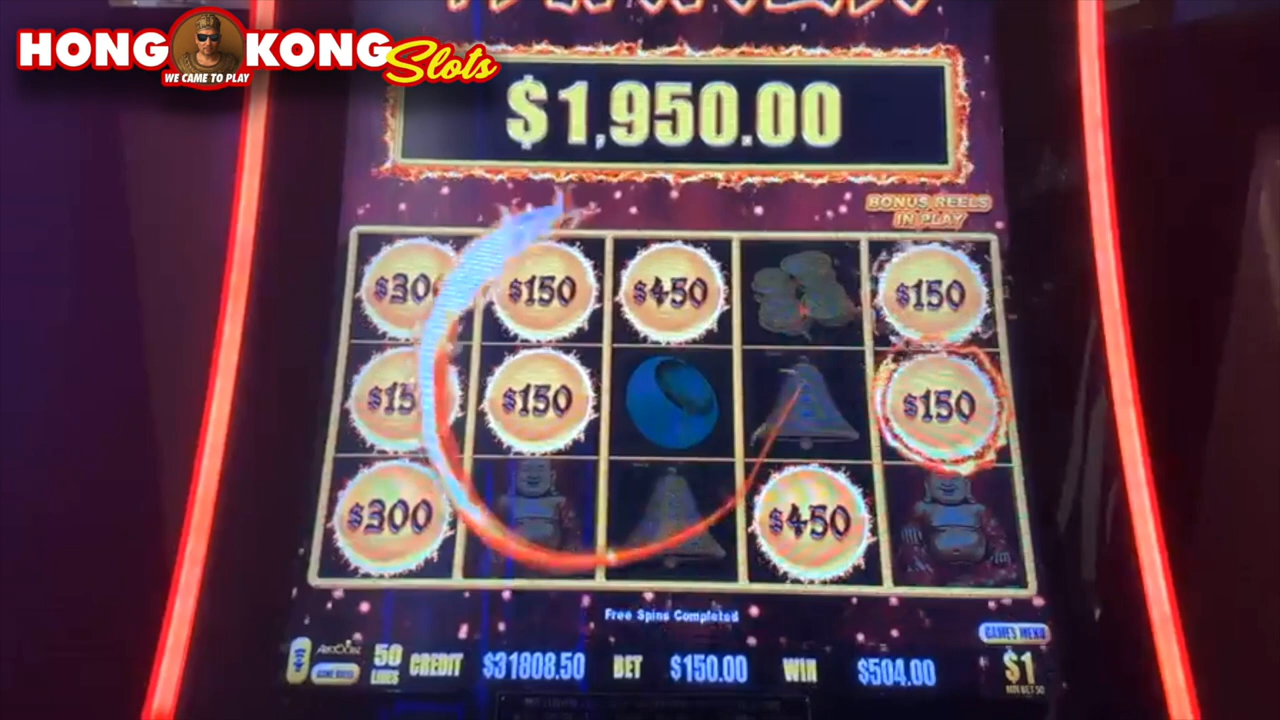 HONG KONG Slots
WE CAME TO PLAY
$1,950.00
BONUS REELS
IN PLAY
$30
$150
$450
$150
$15
$150
$150
$300
$450
Free Spins Completed
GAMES MENU
50
LINES
CREDIT
$31808.50
BET
$150.00
WIN
$504.00
$1